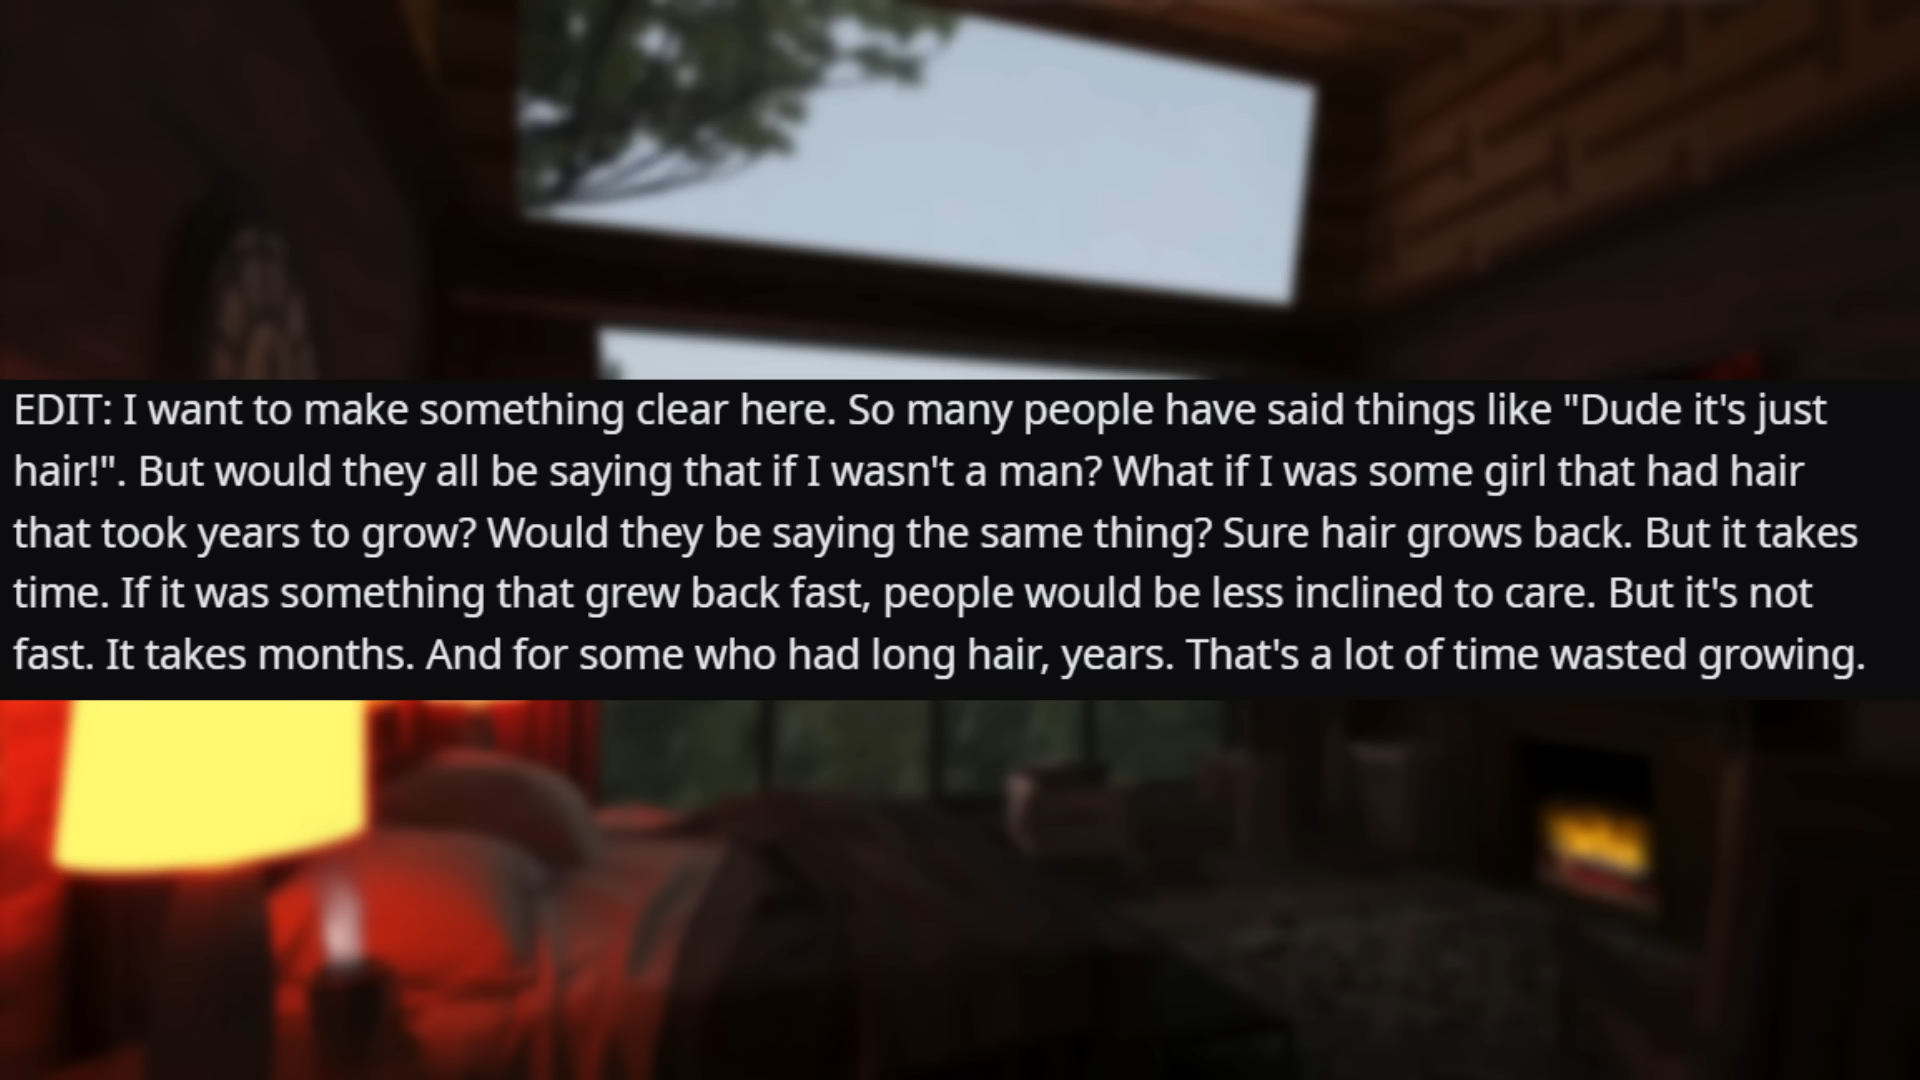 EDIT: I want to make something clear here. So many people have said things like "Dude it's just
hair!". But would they all be saying that if I wasn't a man? What if I was some girl that had hair
that took years to grow? Would they be saying the same thing? Sure hair grows back. But it takes
time. If it was something that grew back fast, people would be less inclined to care. But it's not
fast. It takes months. And for some who had long hair, years. That's a lot of time wasted growing.